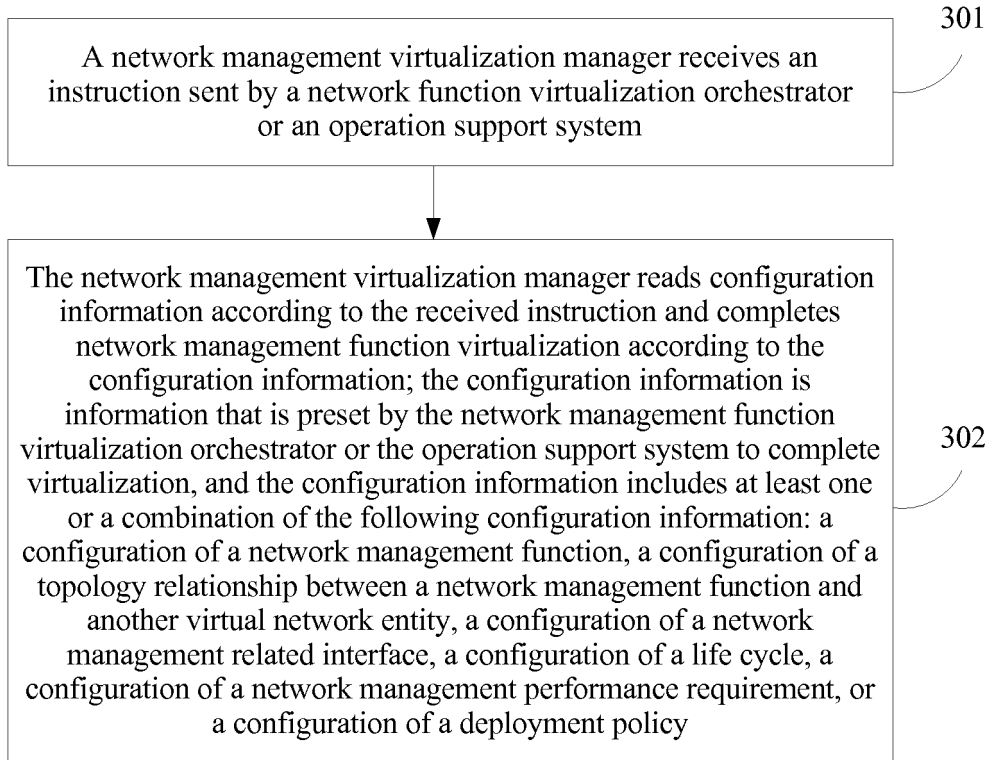 301
A network management virtualization manager receives an
instruction sent by a network function virtualization orchestrator
or an operation support system
The network management virtualization manager reads configuration
information according to the received instruction and completes
network management function virtualization according to the
configuration information; the configuration information is
information that is preset by the network management function
virtualization orchestrator or the operation support system to complete
virtualization, and the configuration information includes at least one
or a combination of the following configuration information: a
configuration of a network management function, a configuration of a
topology relationship between a network management function and
another virtual network entity, a configuration of a network
management related interface, a configuration of a life cycle, a
configuration of a network management performance requirement, or
a configuration of a deployment policy
302